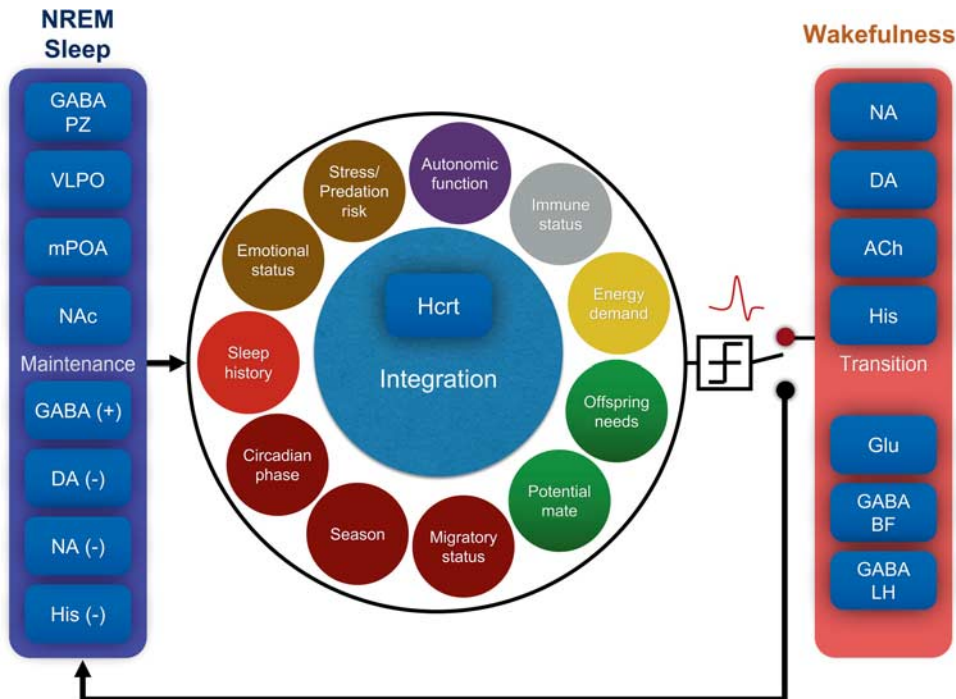 NREM
Sleep
GABA
PZ
VLPO
mPOA
NAc
Maintenance
GABA (+)
DA (-)
NA (-)
His (-)
Stress/
Predation
risk
Autonomic
function
Immune
status
Emotional
status
Energy
demand
Hcrt
Integration
Sleep
history
Offspring
needs
Circadian
phase
Potential
mate
Season
Migratory
status
Wakefulness
NA
DA
ACh
His
Transition
Glu
GABA
BF
GABA
LH